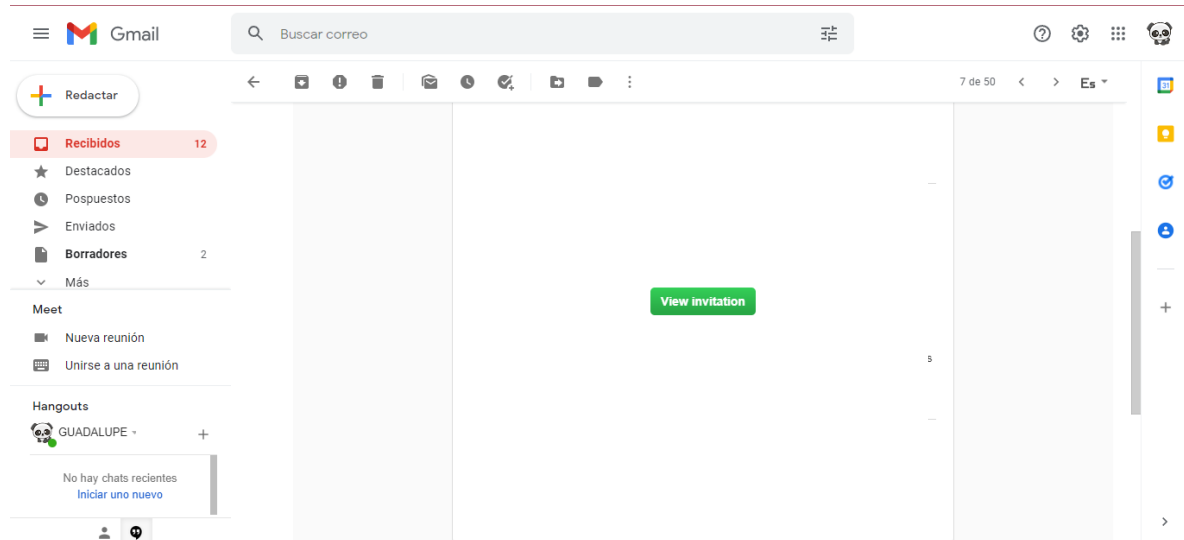 Gmail
Buscar correo
Redactar
7 de 50
Es
Recibidos 12
Destacados
Pospuestos
Enviados
Borradores 2
Más
Meet
Nueva reunión
Unirse a una reunión
Hangouts
GUADALUPE
No hay chats recientes
Iniciar uno nuevo
View invitation
s
31